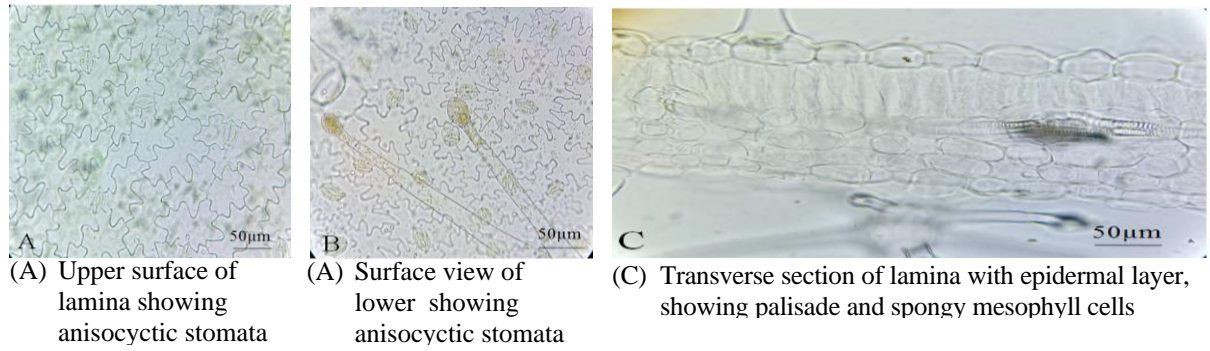 A
50µm
B
50µm
C
50µm
(A) Upper surface of
lamina showing
anisocyctic stomata
(A) Surface view of
lower showing
anisocyctic stomata
(C) Transverse section of lamina with epidermal layer,
showing palisade and spongy mesophyll cells